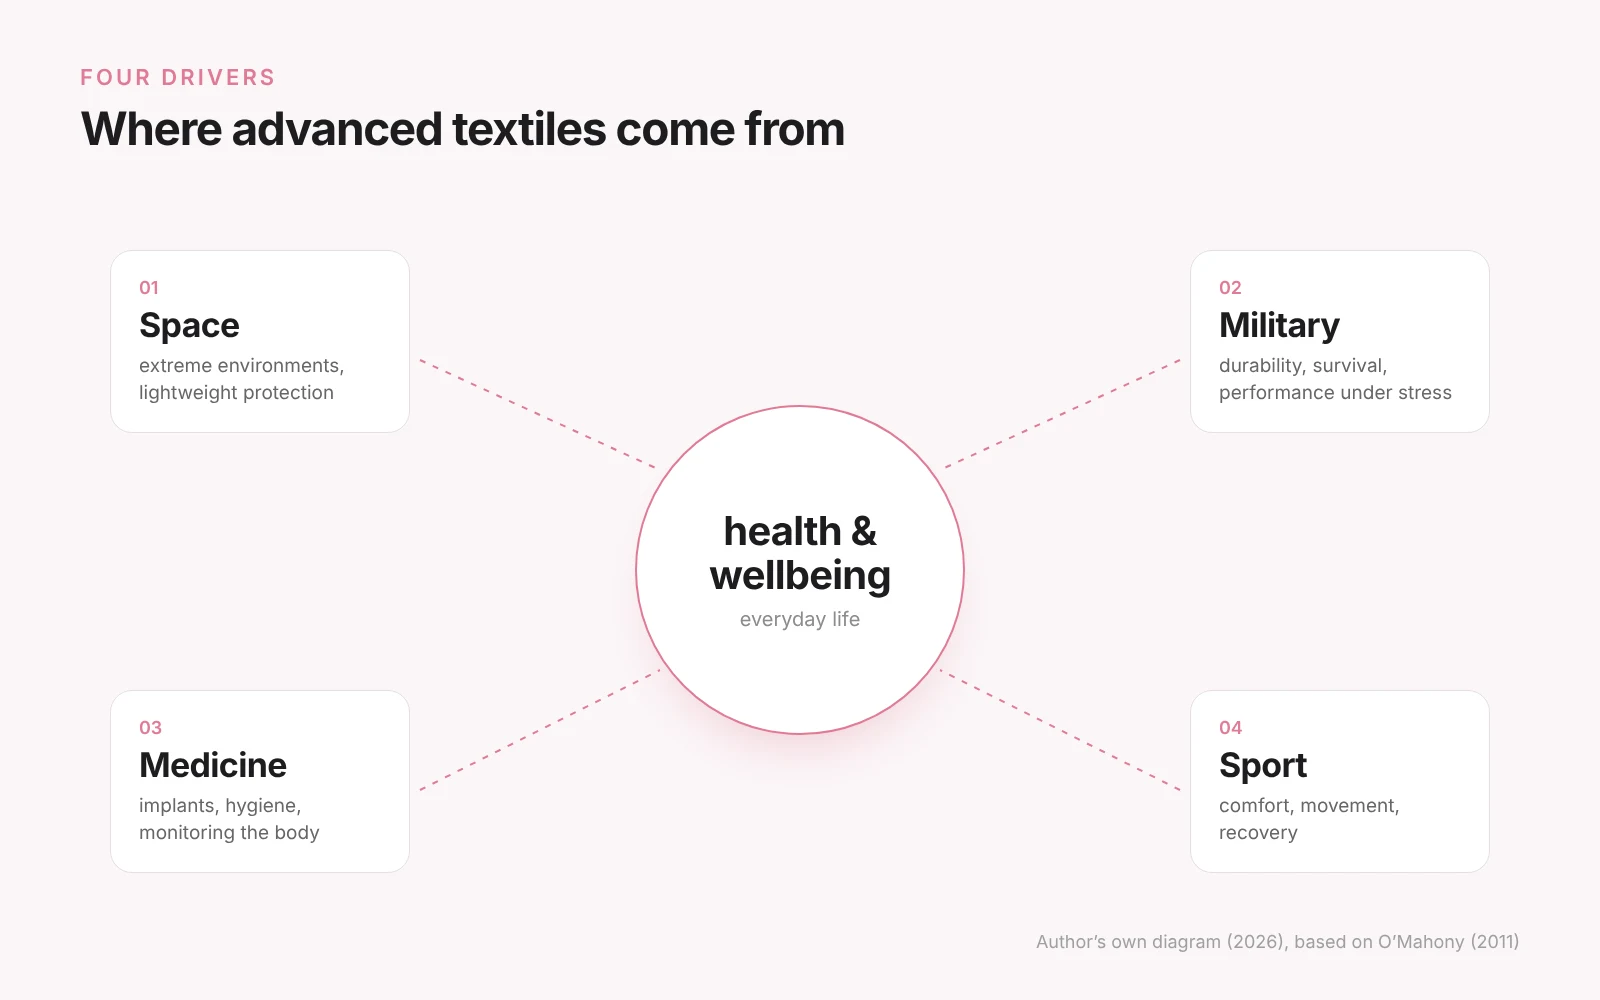 FOUR DRIVERS
Where advanced textiles come from
01
Space
extreme environments,
lightweight protection
02
Military
durability, survival,
performance under stress
health &
wellbeing
everyday life
03
Medicine
implants, hygiene,
monitoring the body
04
Sport
comfort, movement,
recovery
Author’s own diagram (2026), based on O’Mahony (2011)